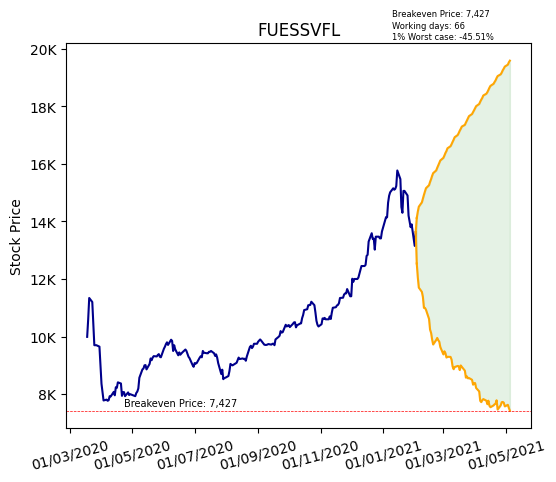 Breakeven Price: 7,427
Working days: 66
1% Worst case: -45.51%
FUESSVFL
20K
18K
16K
14K
12K
10K
8K
Stock Price
Breakeven Price: 7,427
01/03/2020
01/05/2020
01/07/2020
01/09/2020
01/11/2020
01/01/2021
01/03/2021
01/05/2021